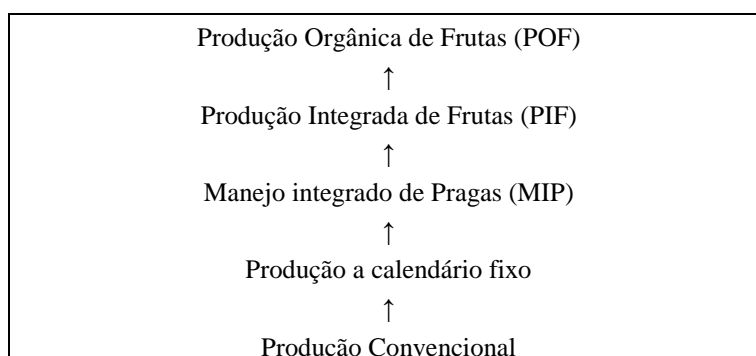 Produção Orgânica de Frutas (POF)
↑
Produção Integrada de Frutas (PIF)
↑
Manejo integrado de Pragas (MIP)
↑
Produção a calendário fixo
↑
Produção Convencional